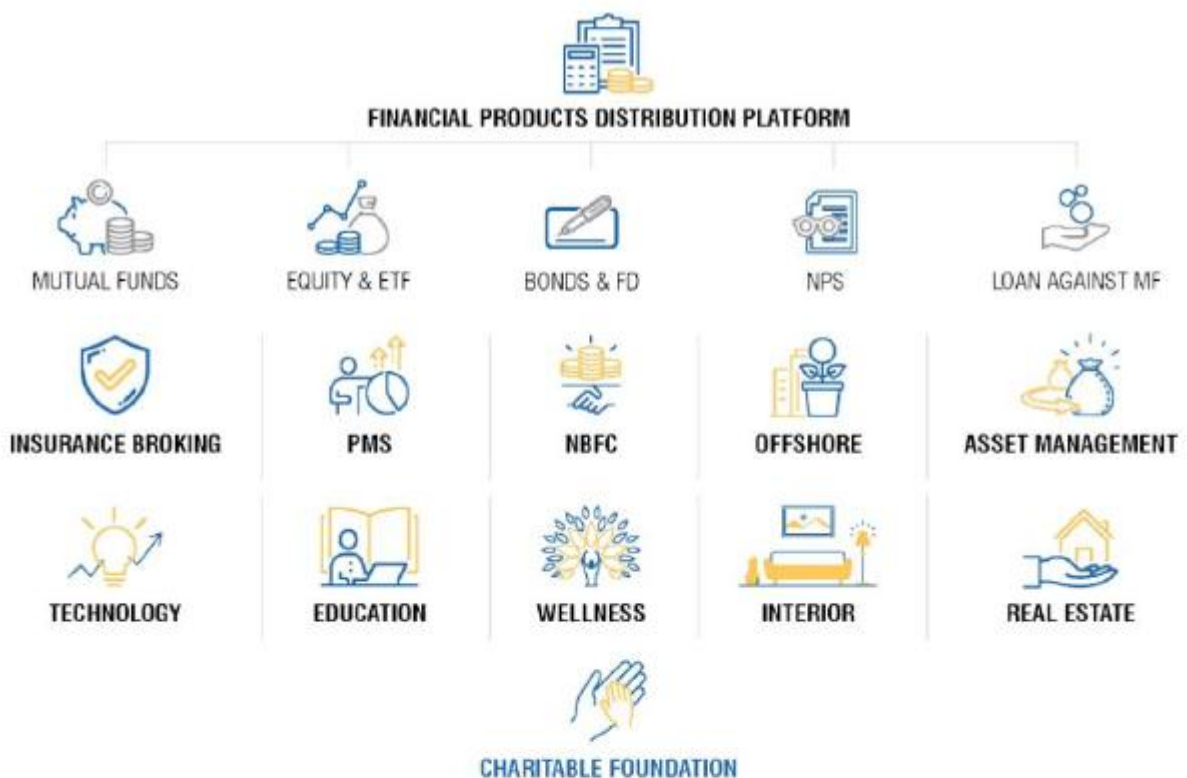 FINANCIAL PRODUCTS DISTRIBUTION PLATFORM
MUTUAL FUNDS
EQUITY & ETF
BONDS & FD
NPS
LOAN AGAINST MF
INSURANCE BROKING
PMS
NBFC
OFFSHORE
ASSET MANAGEMENT
TECHNOLOGY
EDUCATION
WELLNESS
INTERIOR
REAL ESTATE
CHARITABLE FOUNDATION